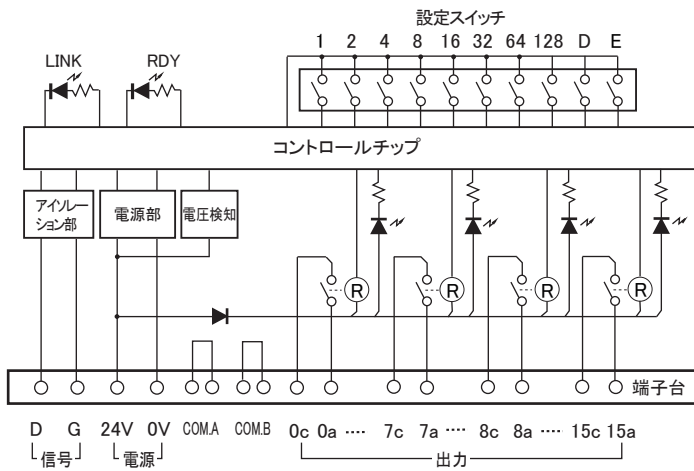 設定スイッチ
1 2 4 8 16 32 64 128 D E
LINK RDY
コントロールチップ
アイソレー
ション部
電源部
電圧検知
R R R R
端子台
D G 24V 0V COM.A COM.B 0c 0a ···· 7c 7a ···· 8c 8a ···· 15c 15a
信号 電源 出力